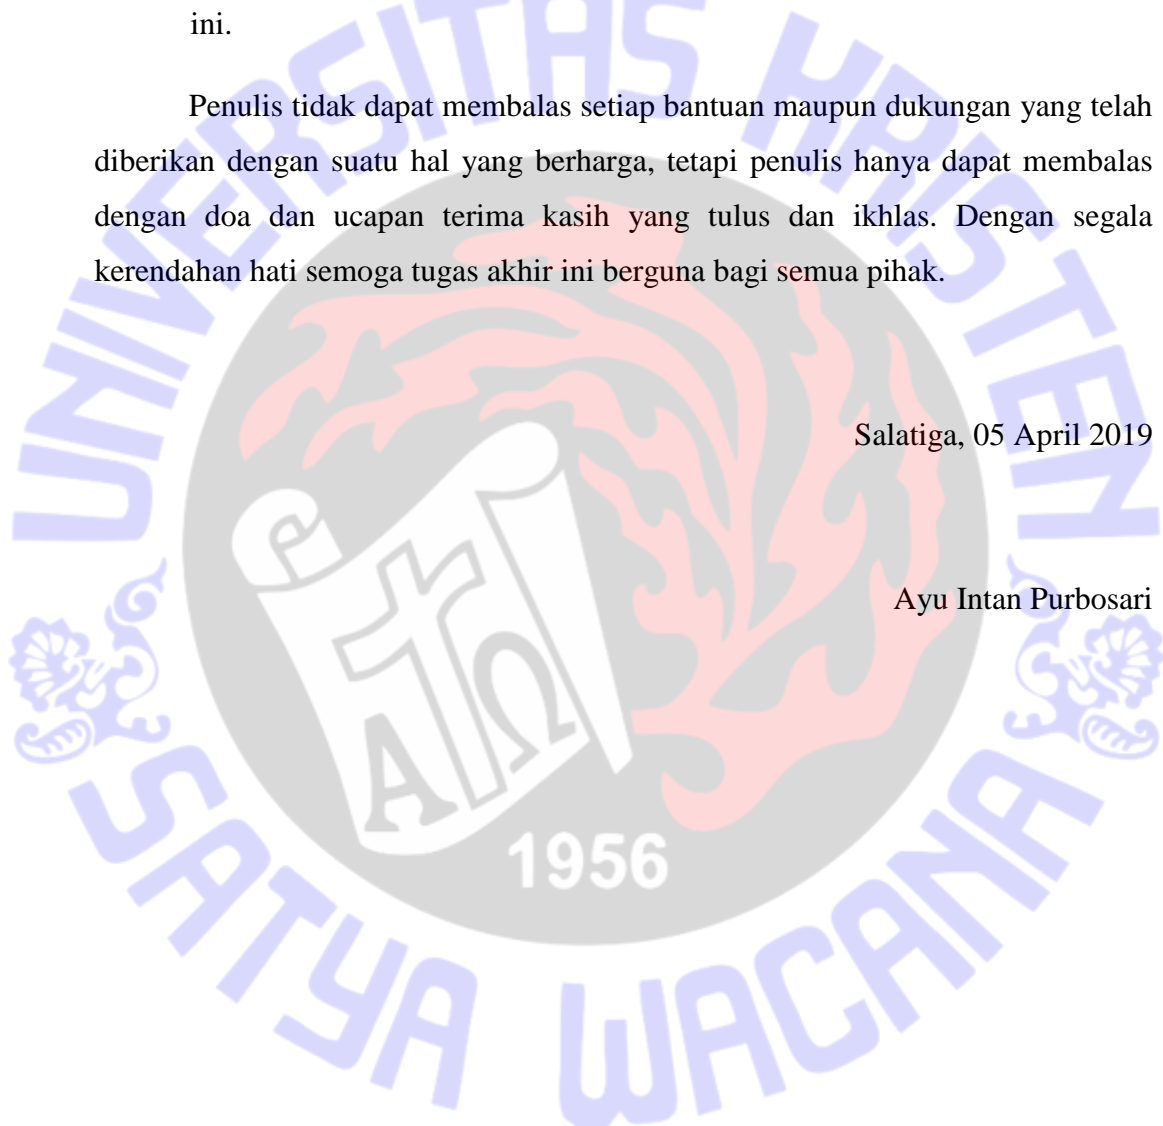 ini.
Penulis tidak dapat membalas setiap bantuan maupun dukungan yang telah
diberikan dengan suatu hal yang berharga, tetapi penulis hanya dapat membalas
dengan doa dan ucapan terima kasih yang tulus dan ikhlas. Dengan segala
kerendahan hati semoga tugas akhir ini berguna bagi semua pihak.
Salatiga, 05 April 2019
Ayu Intan Purbosari
UNIVERSITAS KRISTEN
SATYA WACANA
Α Ω
1956